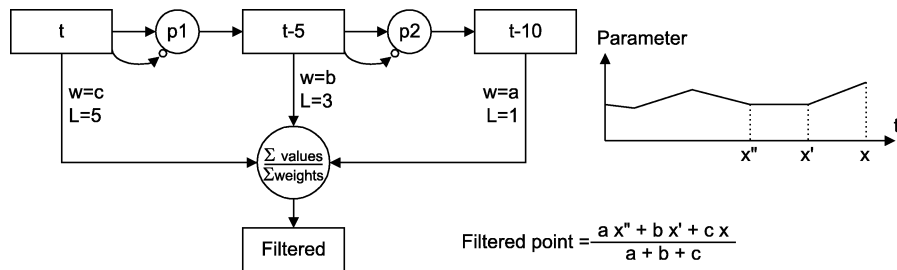 t
p1
t-5
p2
t-10
w=c
L=5
w=b
L=3
w=a
L=1
Σ values
Σweights
Filtered
Parameter
t
x"
x'
x
Filtered point = a x" + b x' + c x
a + b + c